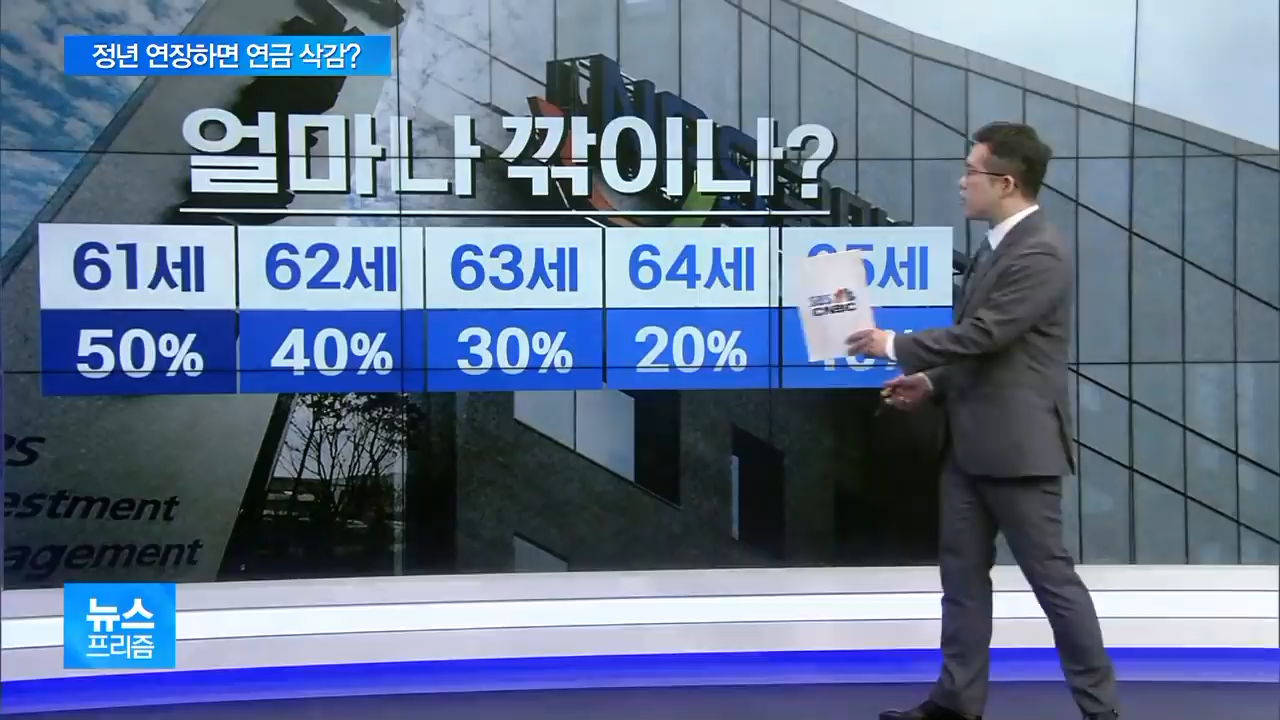 정년 연장하면 연금 삭감?
얼마나 깎이나?
61세 62세 63세 64세 5세
50% 40% 30% 20%
SBS
CNBC
estment
agement
뉴스
프리즘